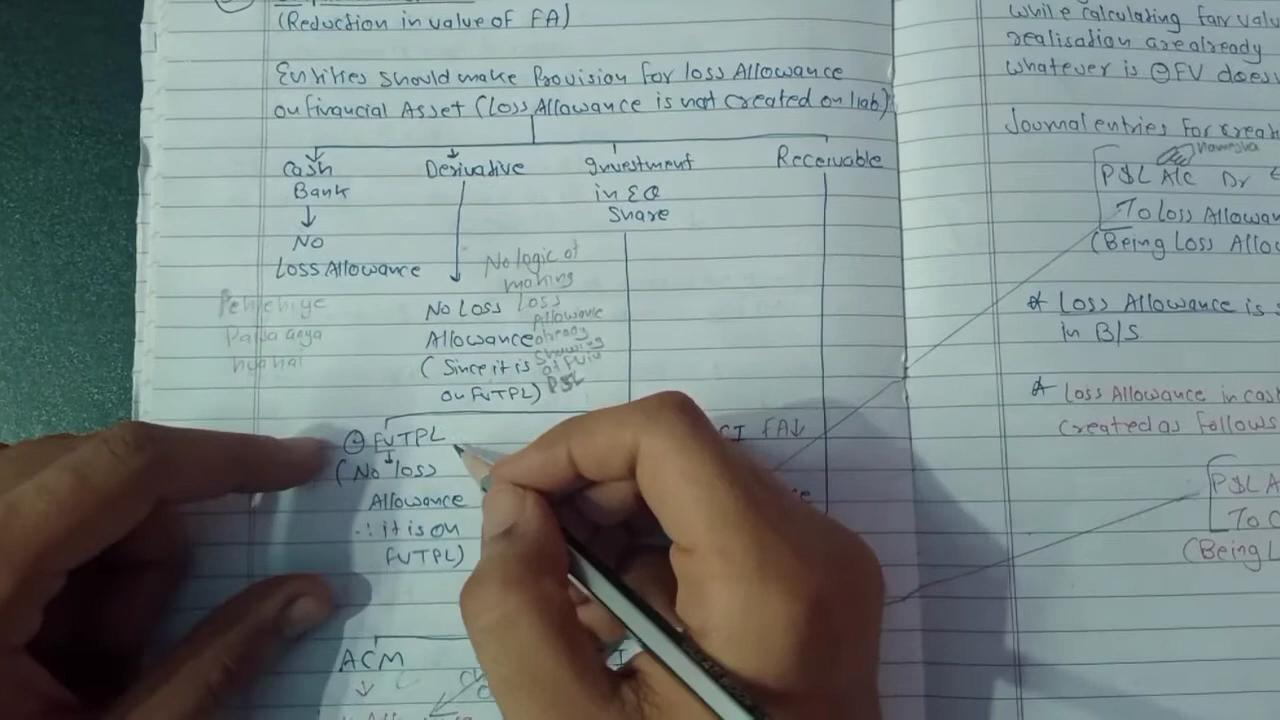 (Reduction in value of FA)
Entities should make Provision for loss Allowance
on Financial Asset (Loss Allowance is not created on liab)
Cash
Bank
NO
Loss Allowance
Derivative
No Loss
Allowance
(Since it is
on FVTPL)
No logic of
making
loss
Allowance
already
showing
P&L
Investment
in EQ
Share
Receivable
FVTPL
(No loss
Allowance
∴ it is on
FVTPL)
FA↓
ACM
while calculating fair valu
realisation are already
whatever is ⊖ FV does
Journal entries for creat
P&L A/C Dr
To Loss Allowan
(Being Loss Allo
* Loss Allowance is
in B/S
* Loss Allowance in cas
created as follows
P&L A
To
(Being L